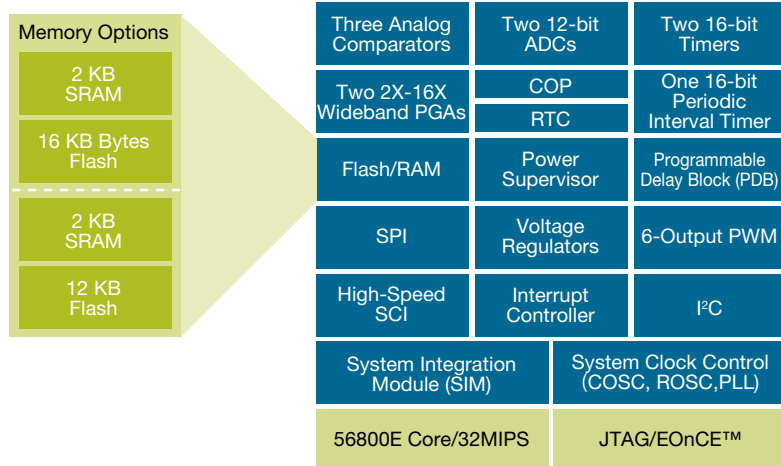 Memory Options
2 KB
SRAM
16 KB Bytes
Flash
2 KB
SRAM
12 KB
Flash
Three Analog
Comparators
Two 12-bit
ADCs
Two 16-bit
Timers
Two 2X-16X
Wideband PGAs
COP
RTC
One 16-bit
Periodic
Interval Timer
Flash/RAM
Power
Supervisor
Programmable
Delay Block (PDB)
SPI
Voltage
Regulators
6-Output PWM
High-Speed
SCI
Interrupt
Controller
I²C
System Integration
Module (SIM)
System Clock Control
(COSC, ROSC,PLL)
56800E Core/32MIPS
JTAG/EOnCE™